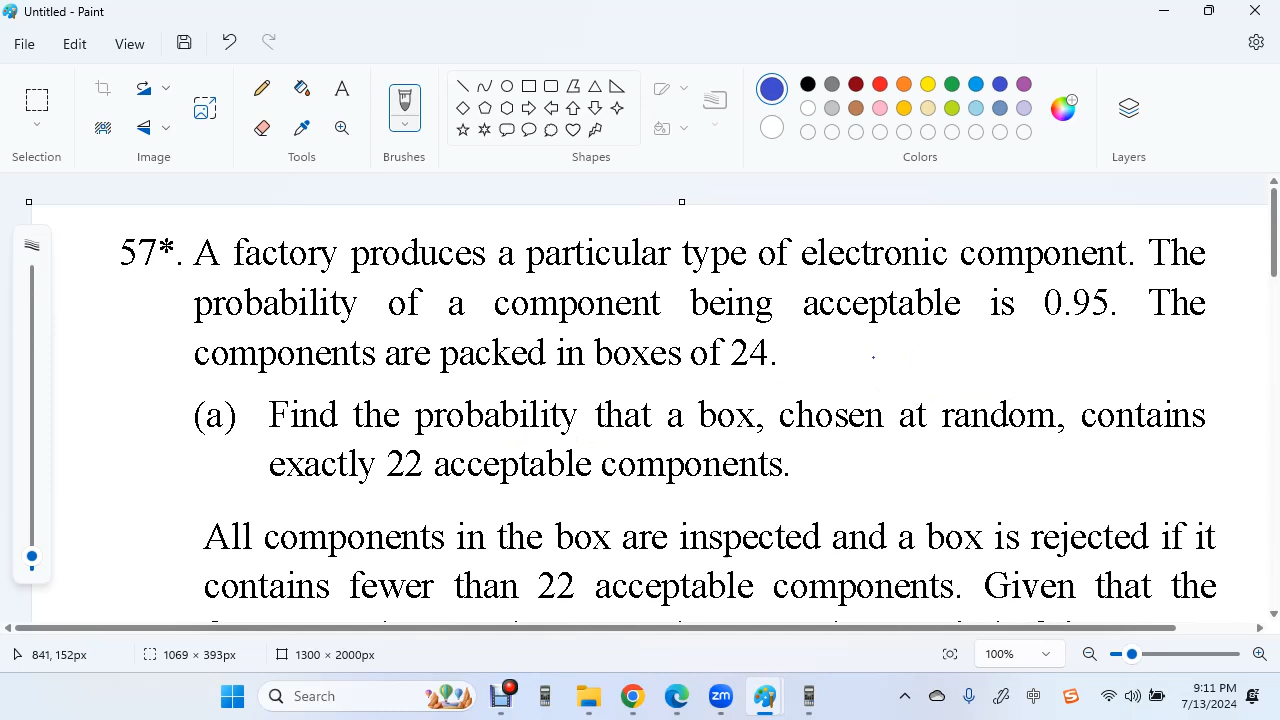 Untitled - Paint
File Edit View
Selection Image Tools Brushes Shapes Colors Layers
57*. A factory produces a particular type of electronic component. The
probability of a component being acceptable is 0.95. The
components are packed in boxes of 24.
(a) Find the probability that a box, chosen at random, contains
exactly 22 acceptable components.
All components in the box are inspected and a box is rejected if it
contains fewer than 22 acceptable components. Given that the
841, 152px 1069 × 393px 1300 × 2000px 100%
Search zm 中 S 9:11 PM
7/13/2024